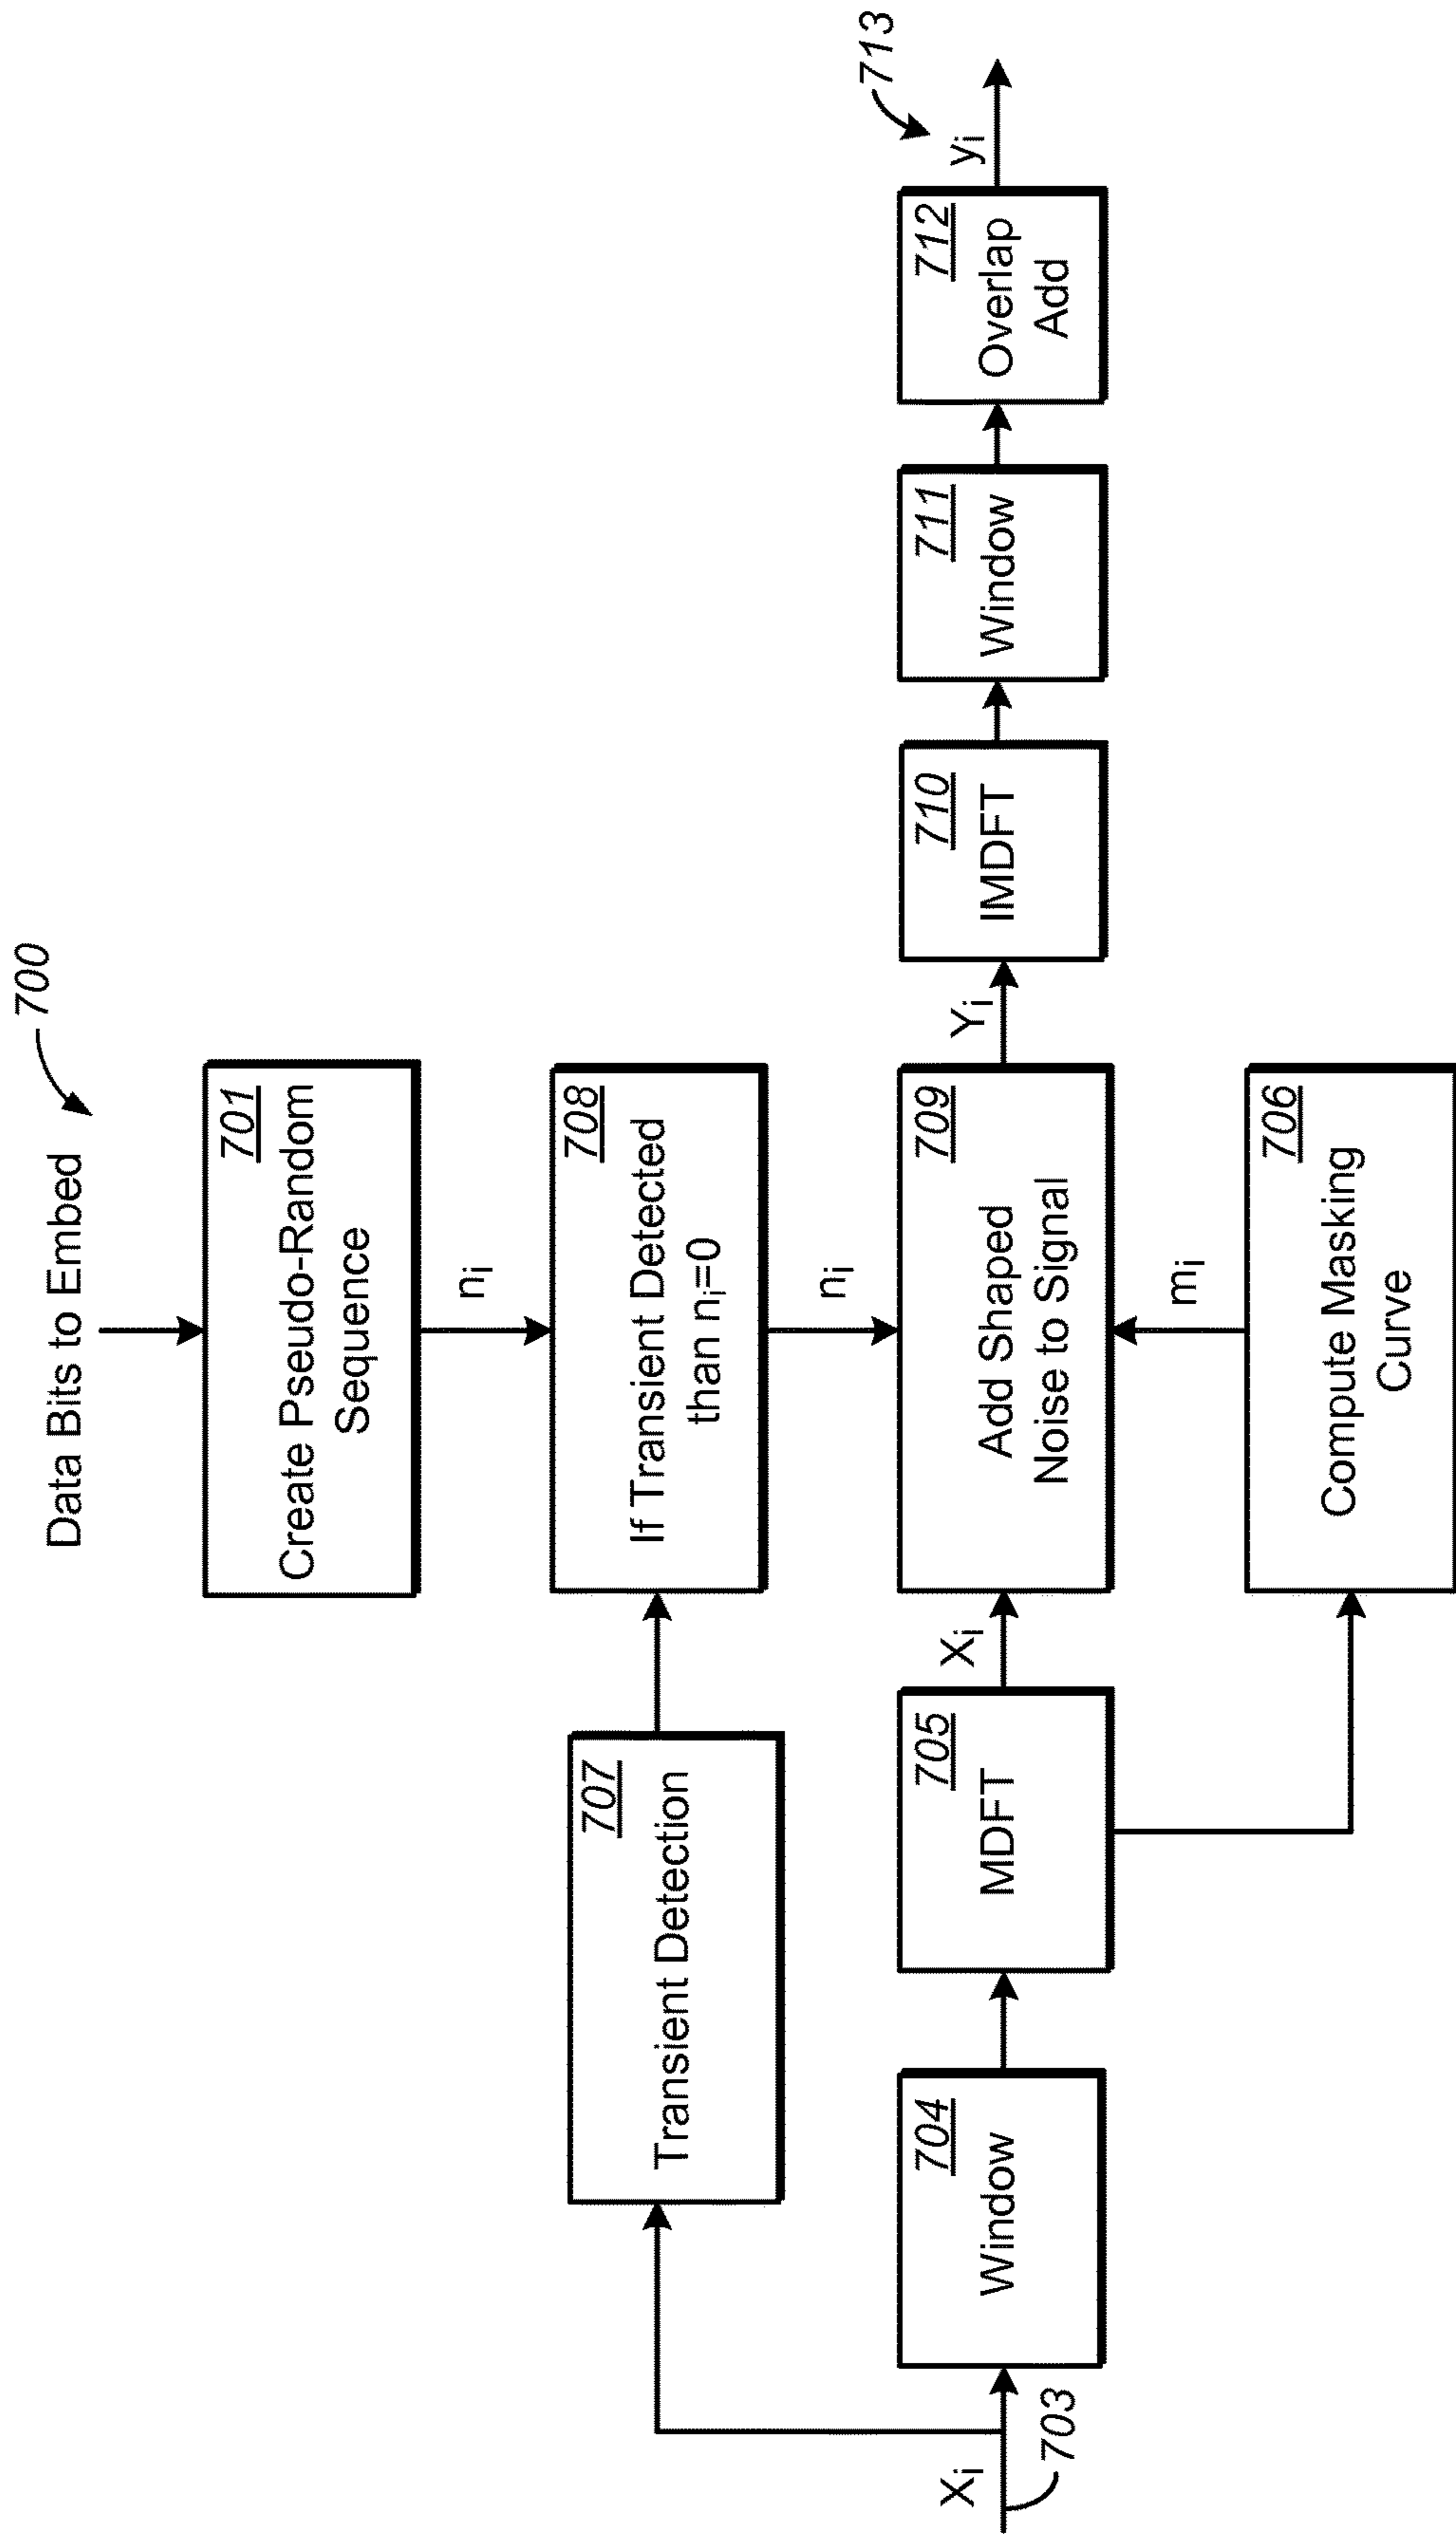 700
Data Bits to Embed
701
Create Pseudo-Random
Sequence
nᵢ
707
Transient Detection
708
If Transient Detected
than nᵢ=0
nᵢ
Xᵢ
703
704
Window
705
MDFT
Xᵢ
709
Add Shaped
Noise to Signal
Yᵢ
710
IMDFT
711
Window
712
Overlap
Add
yᵢ
713
mᵢ
706
Compute Masking
Curve